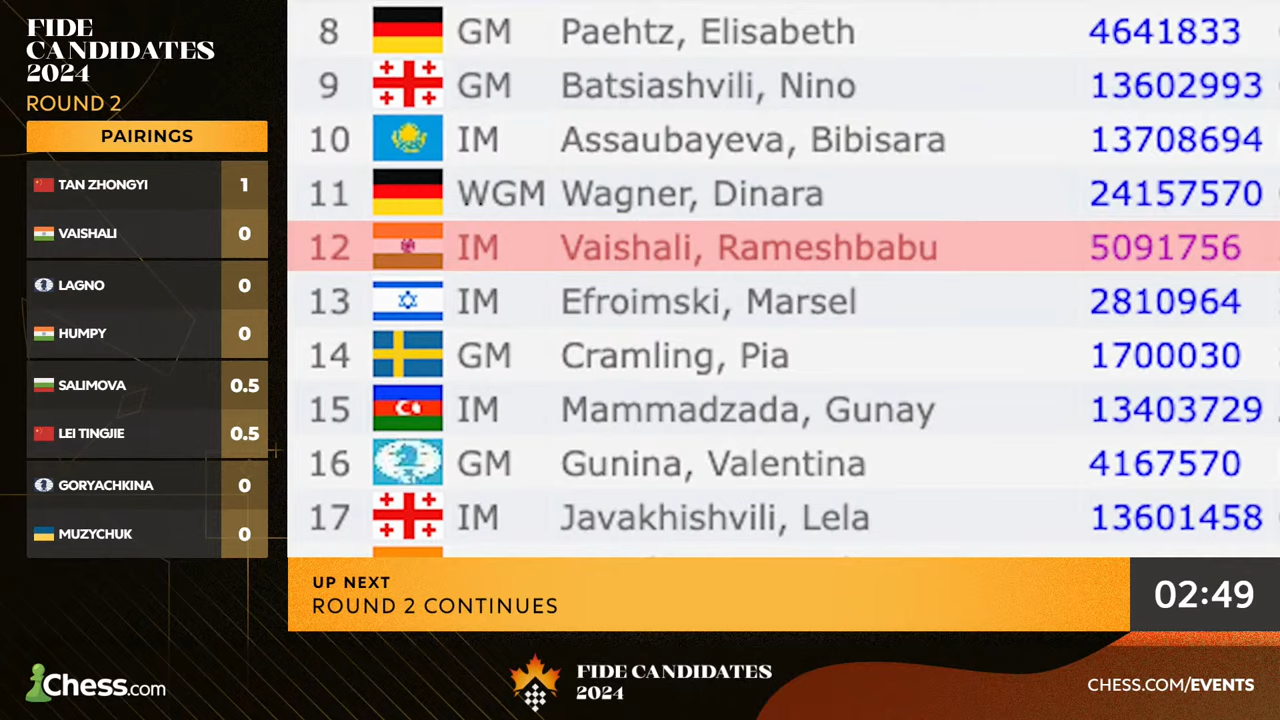 FIDE
CANDIDATES
2024
ROUND 2
PAIRINGS
TAN ZHONGYI 1
VAISHALI 0
LAGNO 0
HUMPY 0
SALIMOVA 0.5
LEI TINGJIE 0.5
GORYACHKINA 0
MUZYCHUK 0
8 GM Paehtz, Elisabeth 4641833
9 GM Batsiashvili, Nino 13602993
10 IM Assaubayeva, Bibisara 13708694
11 WGM Wagner, Dinara 24157570
12 IM Vaishali, Rameshbabu 5091756
13 IM Efroimski, Marsel 2810964
14 GM Cramling, Pia 1700030
15 IM Mammadzada, Gunay 13403729
16 GM Gunina, Valentina 4167570
17 IM Javakhishvili, Lela 13601458
UP NEXT
ROUND 2 CONTINUES
02:49
Chess.com
FIDE CANDIDATES
2024
CHESS.COM/EVENTS